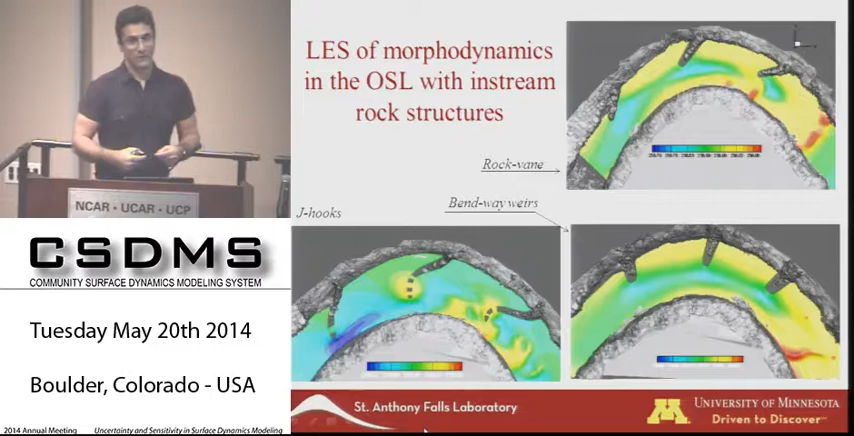 NCAR · UCAR · UCP
CSDMS
COMMUNITY SURFACE DYNAMICS MODELING SYSTEM
Tuesday May 20th 2014
Boulder, Colorado - USA
2014 Annual Meeting
Uncertainty and Sensitivity in Surface Dynamics Modeling
LES of morphodynamics
in the OSL with instream
rock structures
Rock-vane
J-hooks
Bend-way weirs
St. Anthony Falls Laboratory
M
UNIVERSITY OF MINNESOTA
Driven to Discover